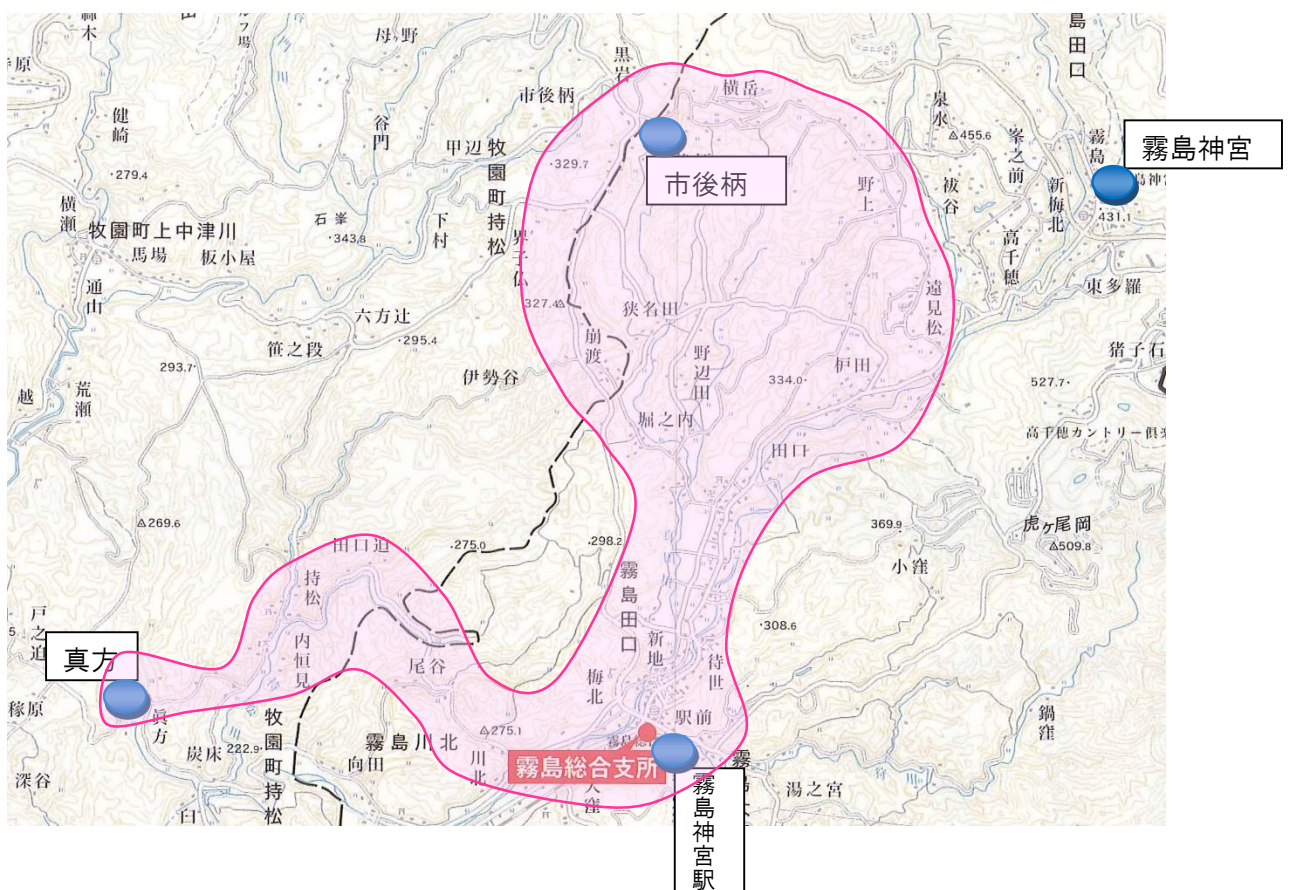 島田口
母ヶ野
黒岩
横岳
市後柄
泉水
健崎
谷門
甲辺
牧園町持松
·329.7
△455.6
峯之前
霧島
霧島神宮
市後柄
野上
祓谷
新梅北
431.1
·279.4
横瀬
石峯
·343.8
下村
牧園町上中津川
馬場
板小屋
高千穂
東多羅
通山
327.4△
狭名田
遠見松
六方辻
·295.4
笹之段
崩渡
野辺田
枦田
猪子石
293.7·
伊勢谷
334.0·
527.7·
越
荒瀬
堀之内
田口
高千穂カントリー倶楽
△269.6
田口迫
·275.0
·298.2
369.9
虎ヶ尾岡
△509.8
小窪
持松
霧島田口
戸之迫
真方
内恒見
尾谷
新地
待世
·308.6
梅北
稼原
眞方
駅前
鍋窪
△275.1
炭床
222.9·
牧園町持松
霧島川北
向田
川北
霧島総合支所
霧島神宮駅
湯之宮
深谷
臼